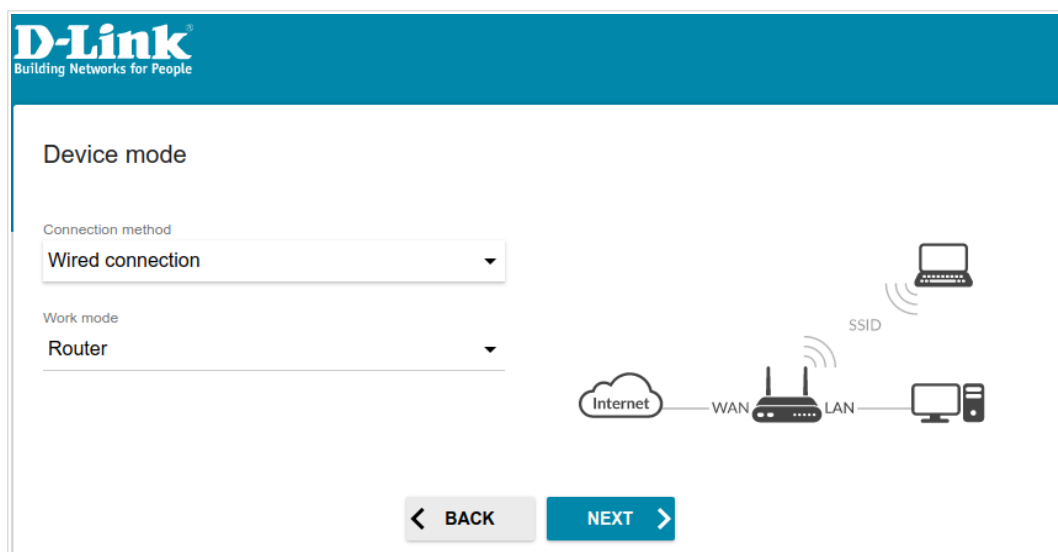 D-Link®
Building Networks for People
Device mode
Connection method
Wired connection
Work mode
Router
SSID
Internet
WAN
LAN
BACK
NEXT